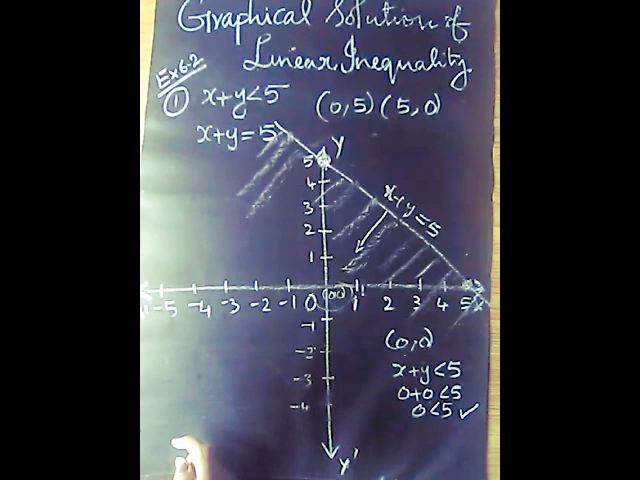 Graphical Solution of
Linear Inequality.
Ex 6.2
① x+y<5 (0,5) (5,0)
x+y=5
Y
5
4
3
2
1
x+y=5
-5 -4 -3 -2 -1 0 (0,0) 1 2 3 4 5 X
-1
-2
-3
-4
(0,0)
x+y<5
0+0<5
0<5 ✓
Y'